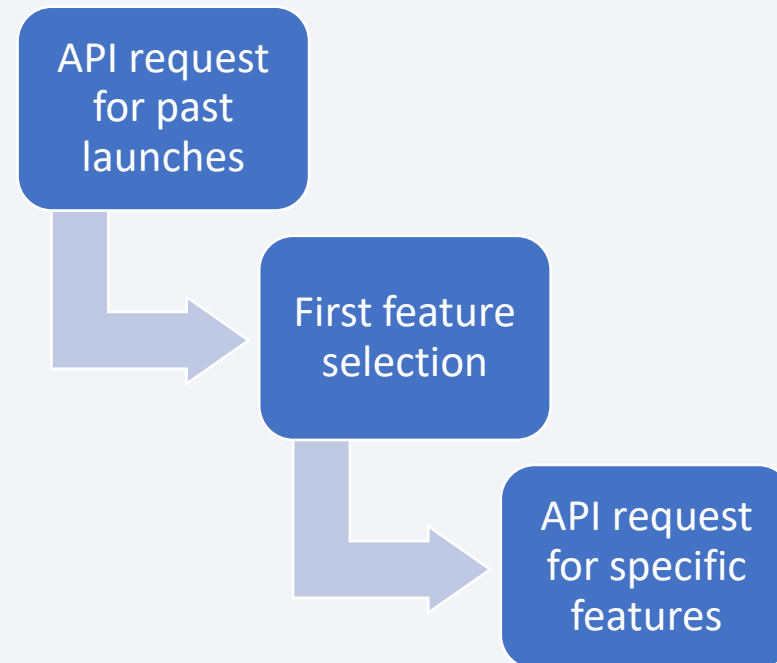 API request
for past
launches
First feature
selection
API request
for specific
features